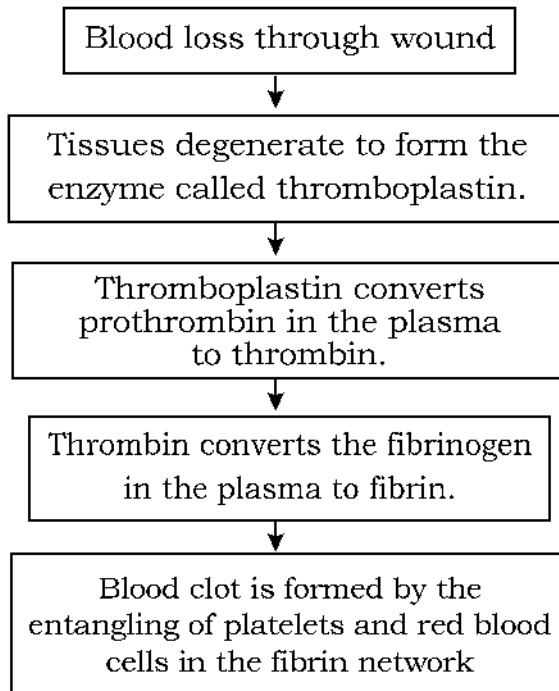 Blood loss through wound
Tissues degenerate to form the
enzyme called thromboplastin.
Thromboplastin converts
prothrombin in the plasma
to thrombin.
Thrombin converts the fibrinogen
in the plasma to fibrin.
Blood clot is formed by the
entangling of platelets and red blood
cells in the fibrin network